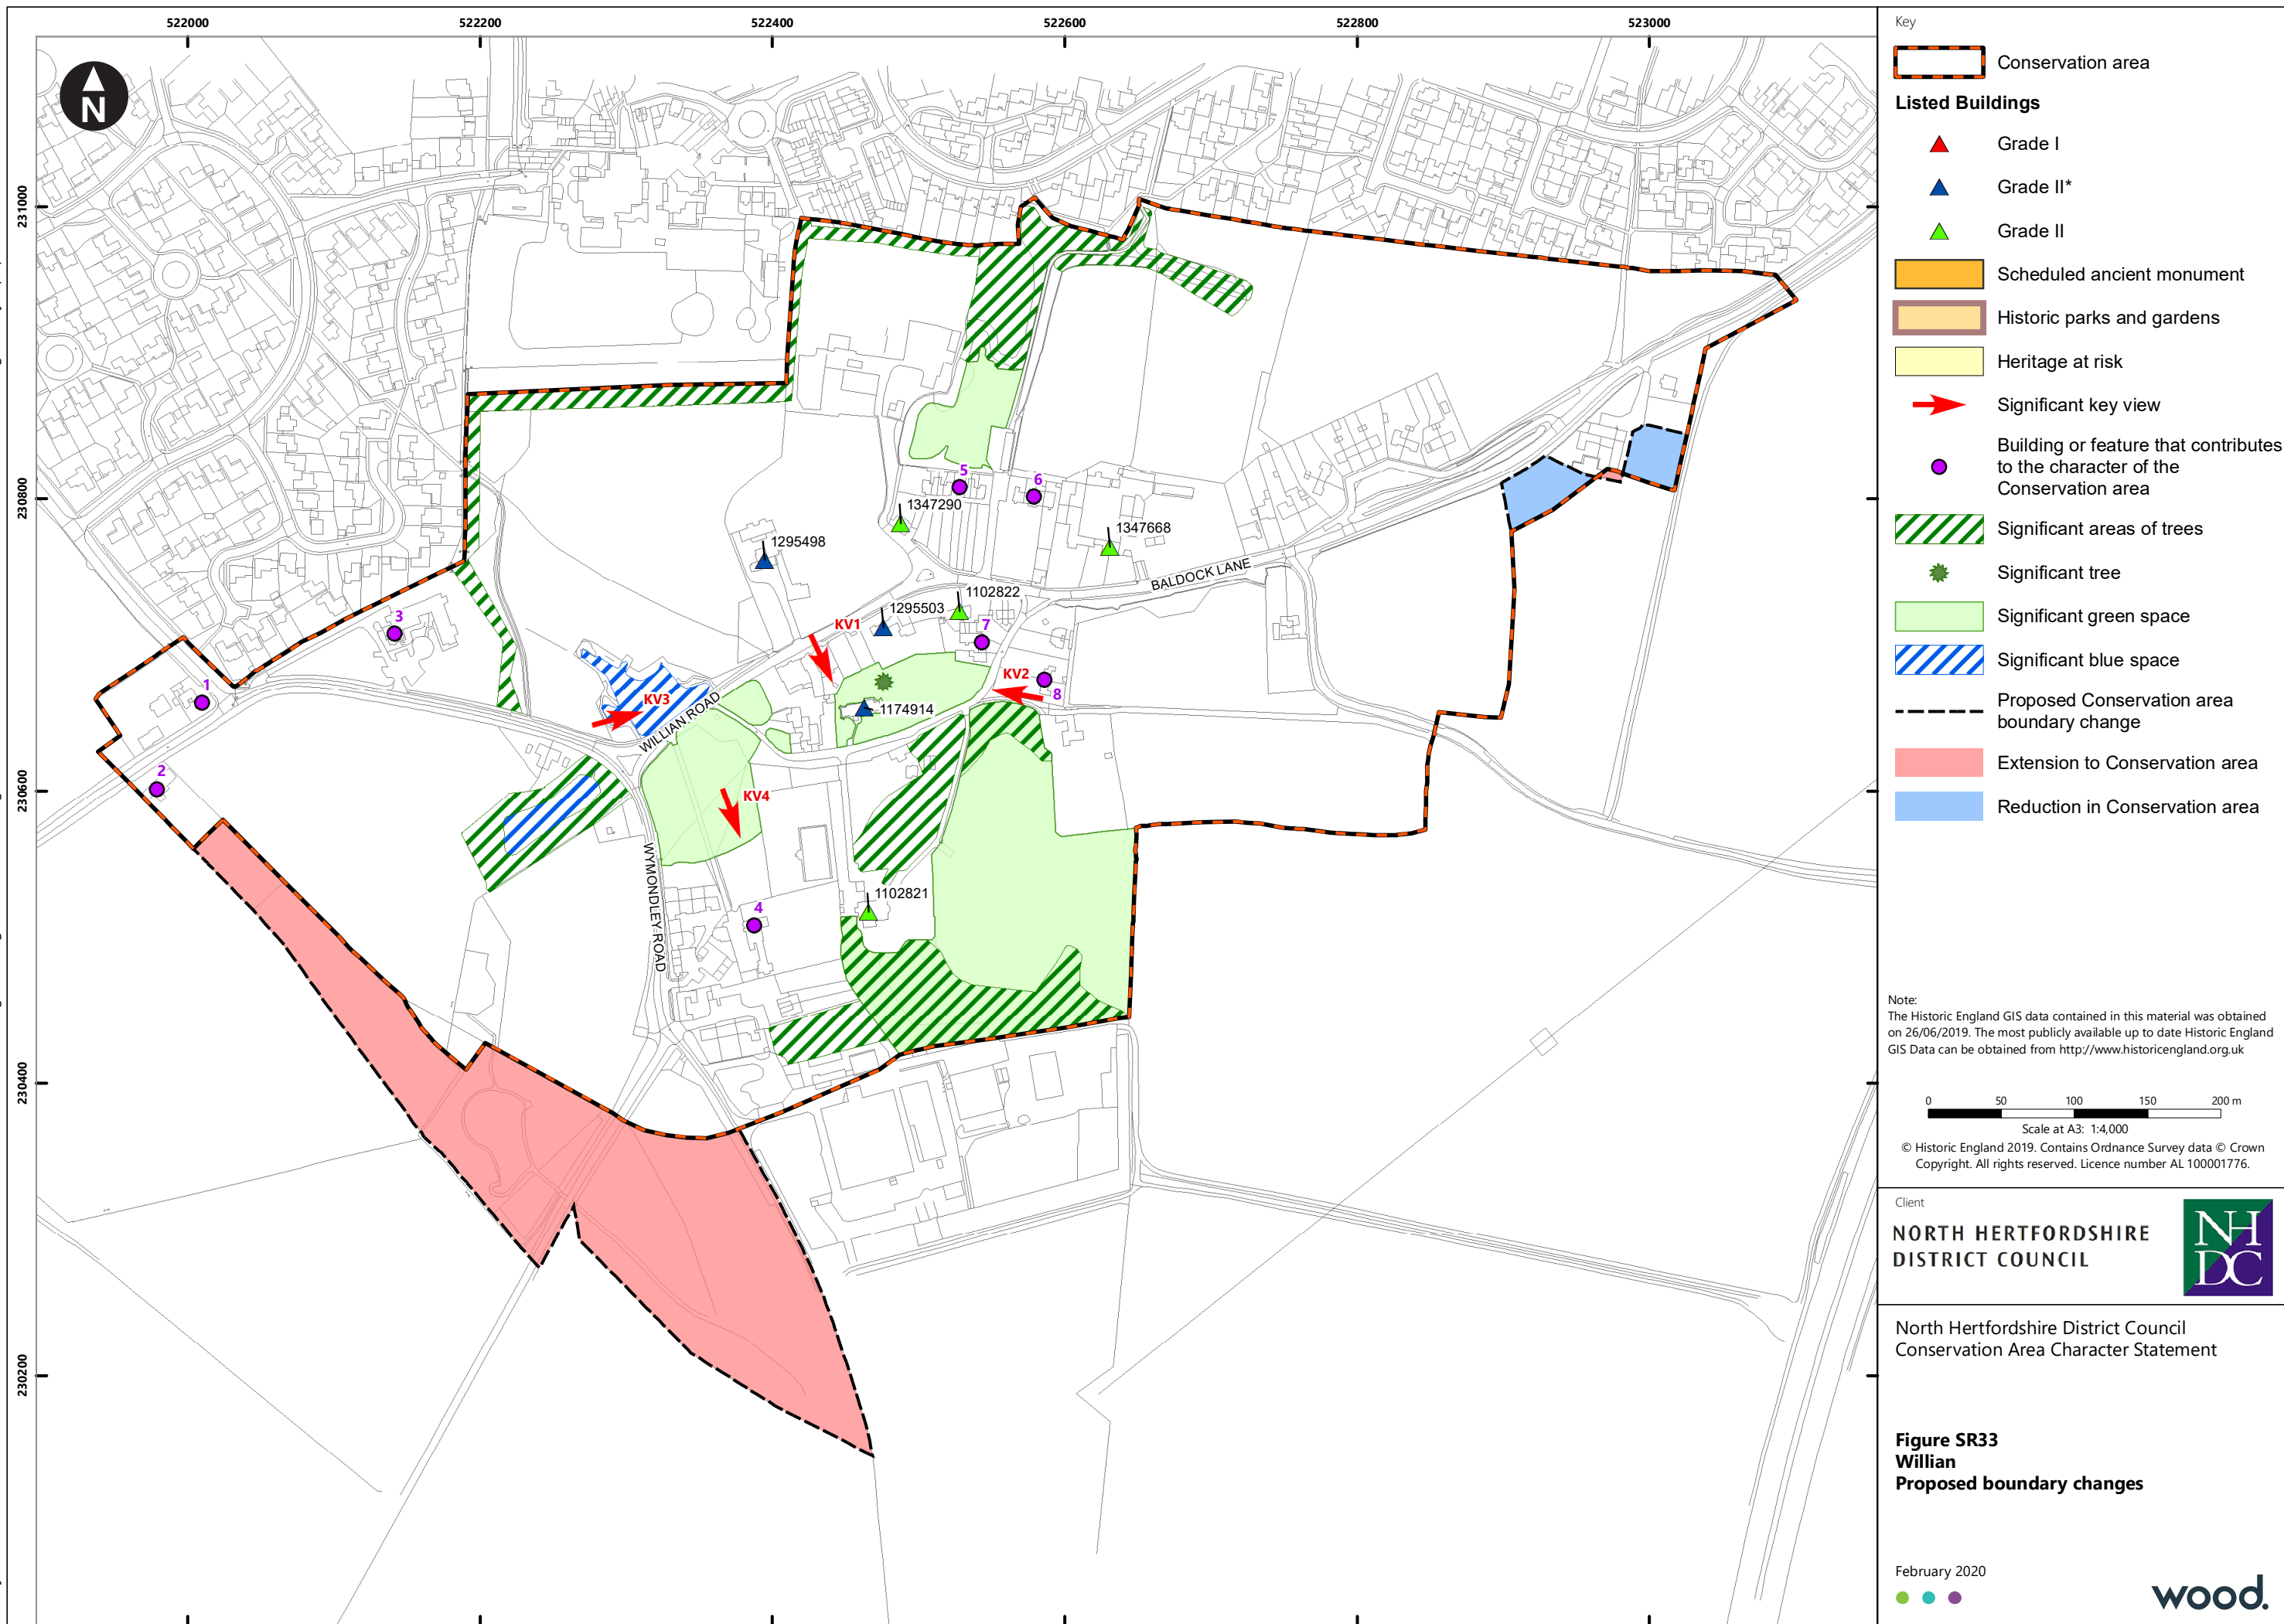 522000
522200
522400
522600
522800
523000
231000
230800
230600
230400
230200
N
1
2
3
4
5
6
7
8
1347290
1295498
1347668
1102822
1295503
1174914
1102821
KV1
KV2
KV3
KV4
BALDOCK LANE
WILLIAN ROAD
WYMONDLEY ROAD
Key
Conservation area
Listed Buildings
Grade I
Grade II*
Grade II
Scheduled ancient monument
Historic parks and gardens
Heritage at risk
Significant key view
Building or feature that contributes
to the character of the
Conservation area
Significant areas of trees
Significant tree
Significant green space
Significant blue space
Proposed Conservation area
boundary change
Extension to Conservation area
Reduction in Conservation area
Note:
The Historic England GIS data contained in this material was obtained
on 26/06/2019. The most publicly available up to date Historic England
GIS Data can be obtained from http://www.historicengland.org.uk
0 50 100 150 200 m
Scale at A3: 1:4,000
© Historic England 2019. Contains Ordnance Survey data © Crown
Copyright. All rights reserved. Licence number AL 100001776.
Client
NORTH HERTFORDSHIRE
DISTRICT COUNCIL
NH
DC
North Hertfordshire District Council
Conservation Area Character Statement
Figure SR33
Willian
Proposed boundary changes
February 2020
wood.